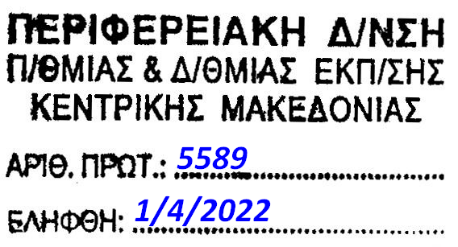 ΠΕΡΙΦΕΡΕΙΑΚΗ Δ/ΝΣΗ
Π/ΘΜΙΑΣ & Δ/ΘΜΙΑΣ ΕΚΠ/ΣΗΣ
ΚΕΝΤΡΙΚΗΣ ΜΑΚΕΔΟΝΙΑΣ
ΑΡΙΘ. ΠΡΩΤ.: 5589
ΕΛΗΦΘΗ: 1/4/2022